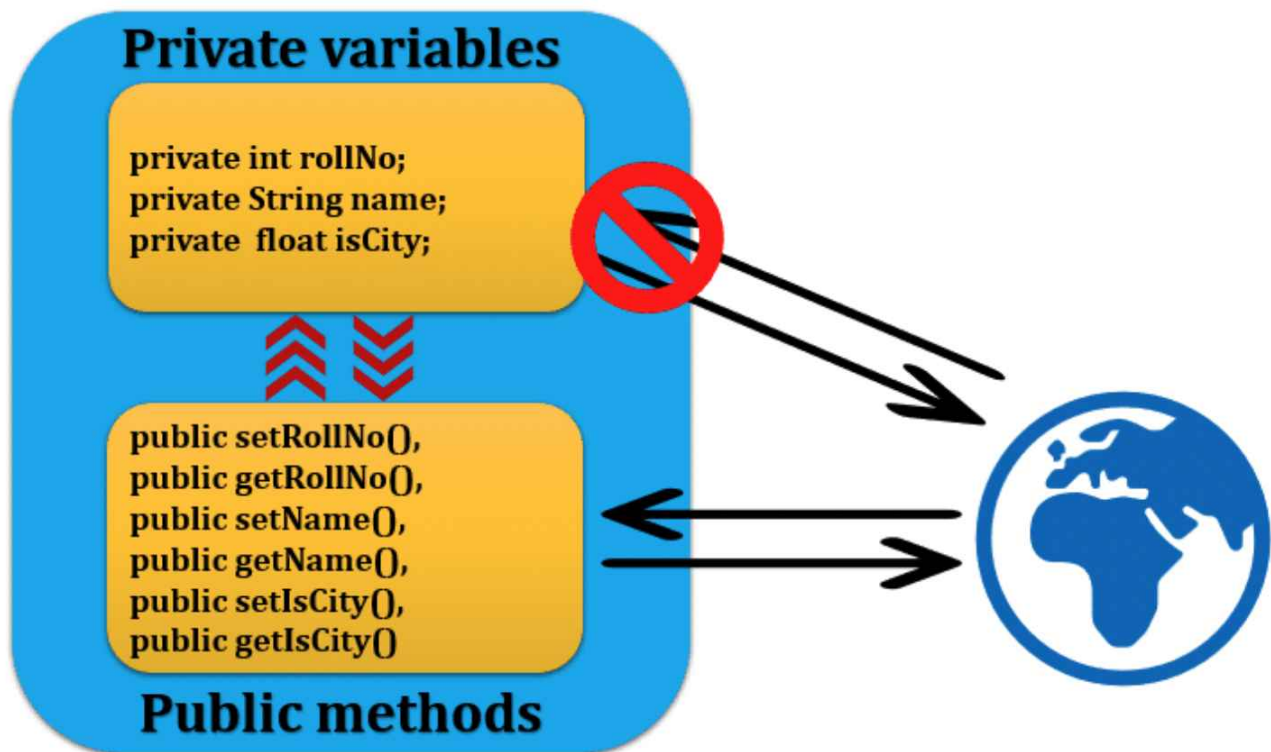 Private variables
private int rollNo;
private String name;
private  float isCity;
public setRollNo(),
public getRollNo(),
public setName(),
public getName(),
public setIsCity(),
public getIsCity()
Public methods